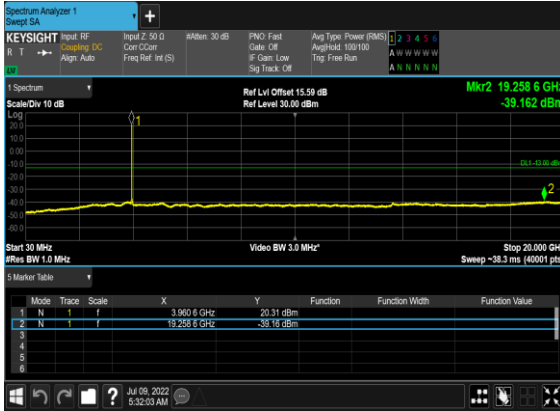 Spectrum Analyzer 1
Swept SA
+
KEYSIGHT Input: RF Input Z: 50 Ω #Atten: 30 dB PNO: Fast Avg Type: Power (RMS) 1 2 3 4 5 6
R T Coupling: DC Corr CCorr Gate: Off Avg|Hold: 100/100 A W W W W W
Align: Auto Freq Ref: Int (S) IF Gain: Low Trig: Free Run A N N N N N
Sig Track: Off
1 Spectrum Ref Lvl Offset 15.59 dB Mkr2 19.258 6 GHz
Scale/Div 10 dB Ref Level 30.00 dBm -39.162 dBm
Log
20.0
10.0
0.00
-10.0
-20.0
-30.0
-40.0
-50.0
-60.0
1
DL1 -13.00 dBm
2
Start 30 MHz Video BW 3.0 MHz* Stop 20.000 GHz
#Res BW 1.0 MHz Sweep ~38.3 ms (40001 pts)
5 Marker Table
Mode Trace Scale X Y Function Function Width Function Value
1 N 1 f 3.960 6 GHz 20.31 dBm
2 N 1 f 19.258 6 GHz -39.16 dBm
3
4
5
6
? Jul 09, 2022
5:32:03 AM